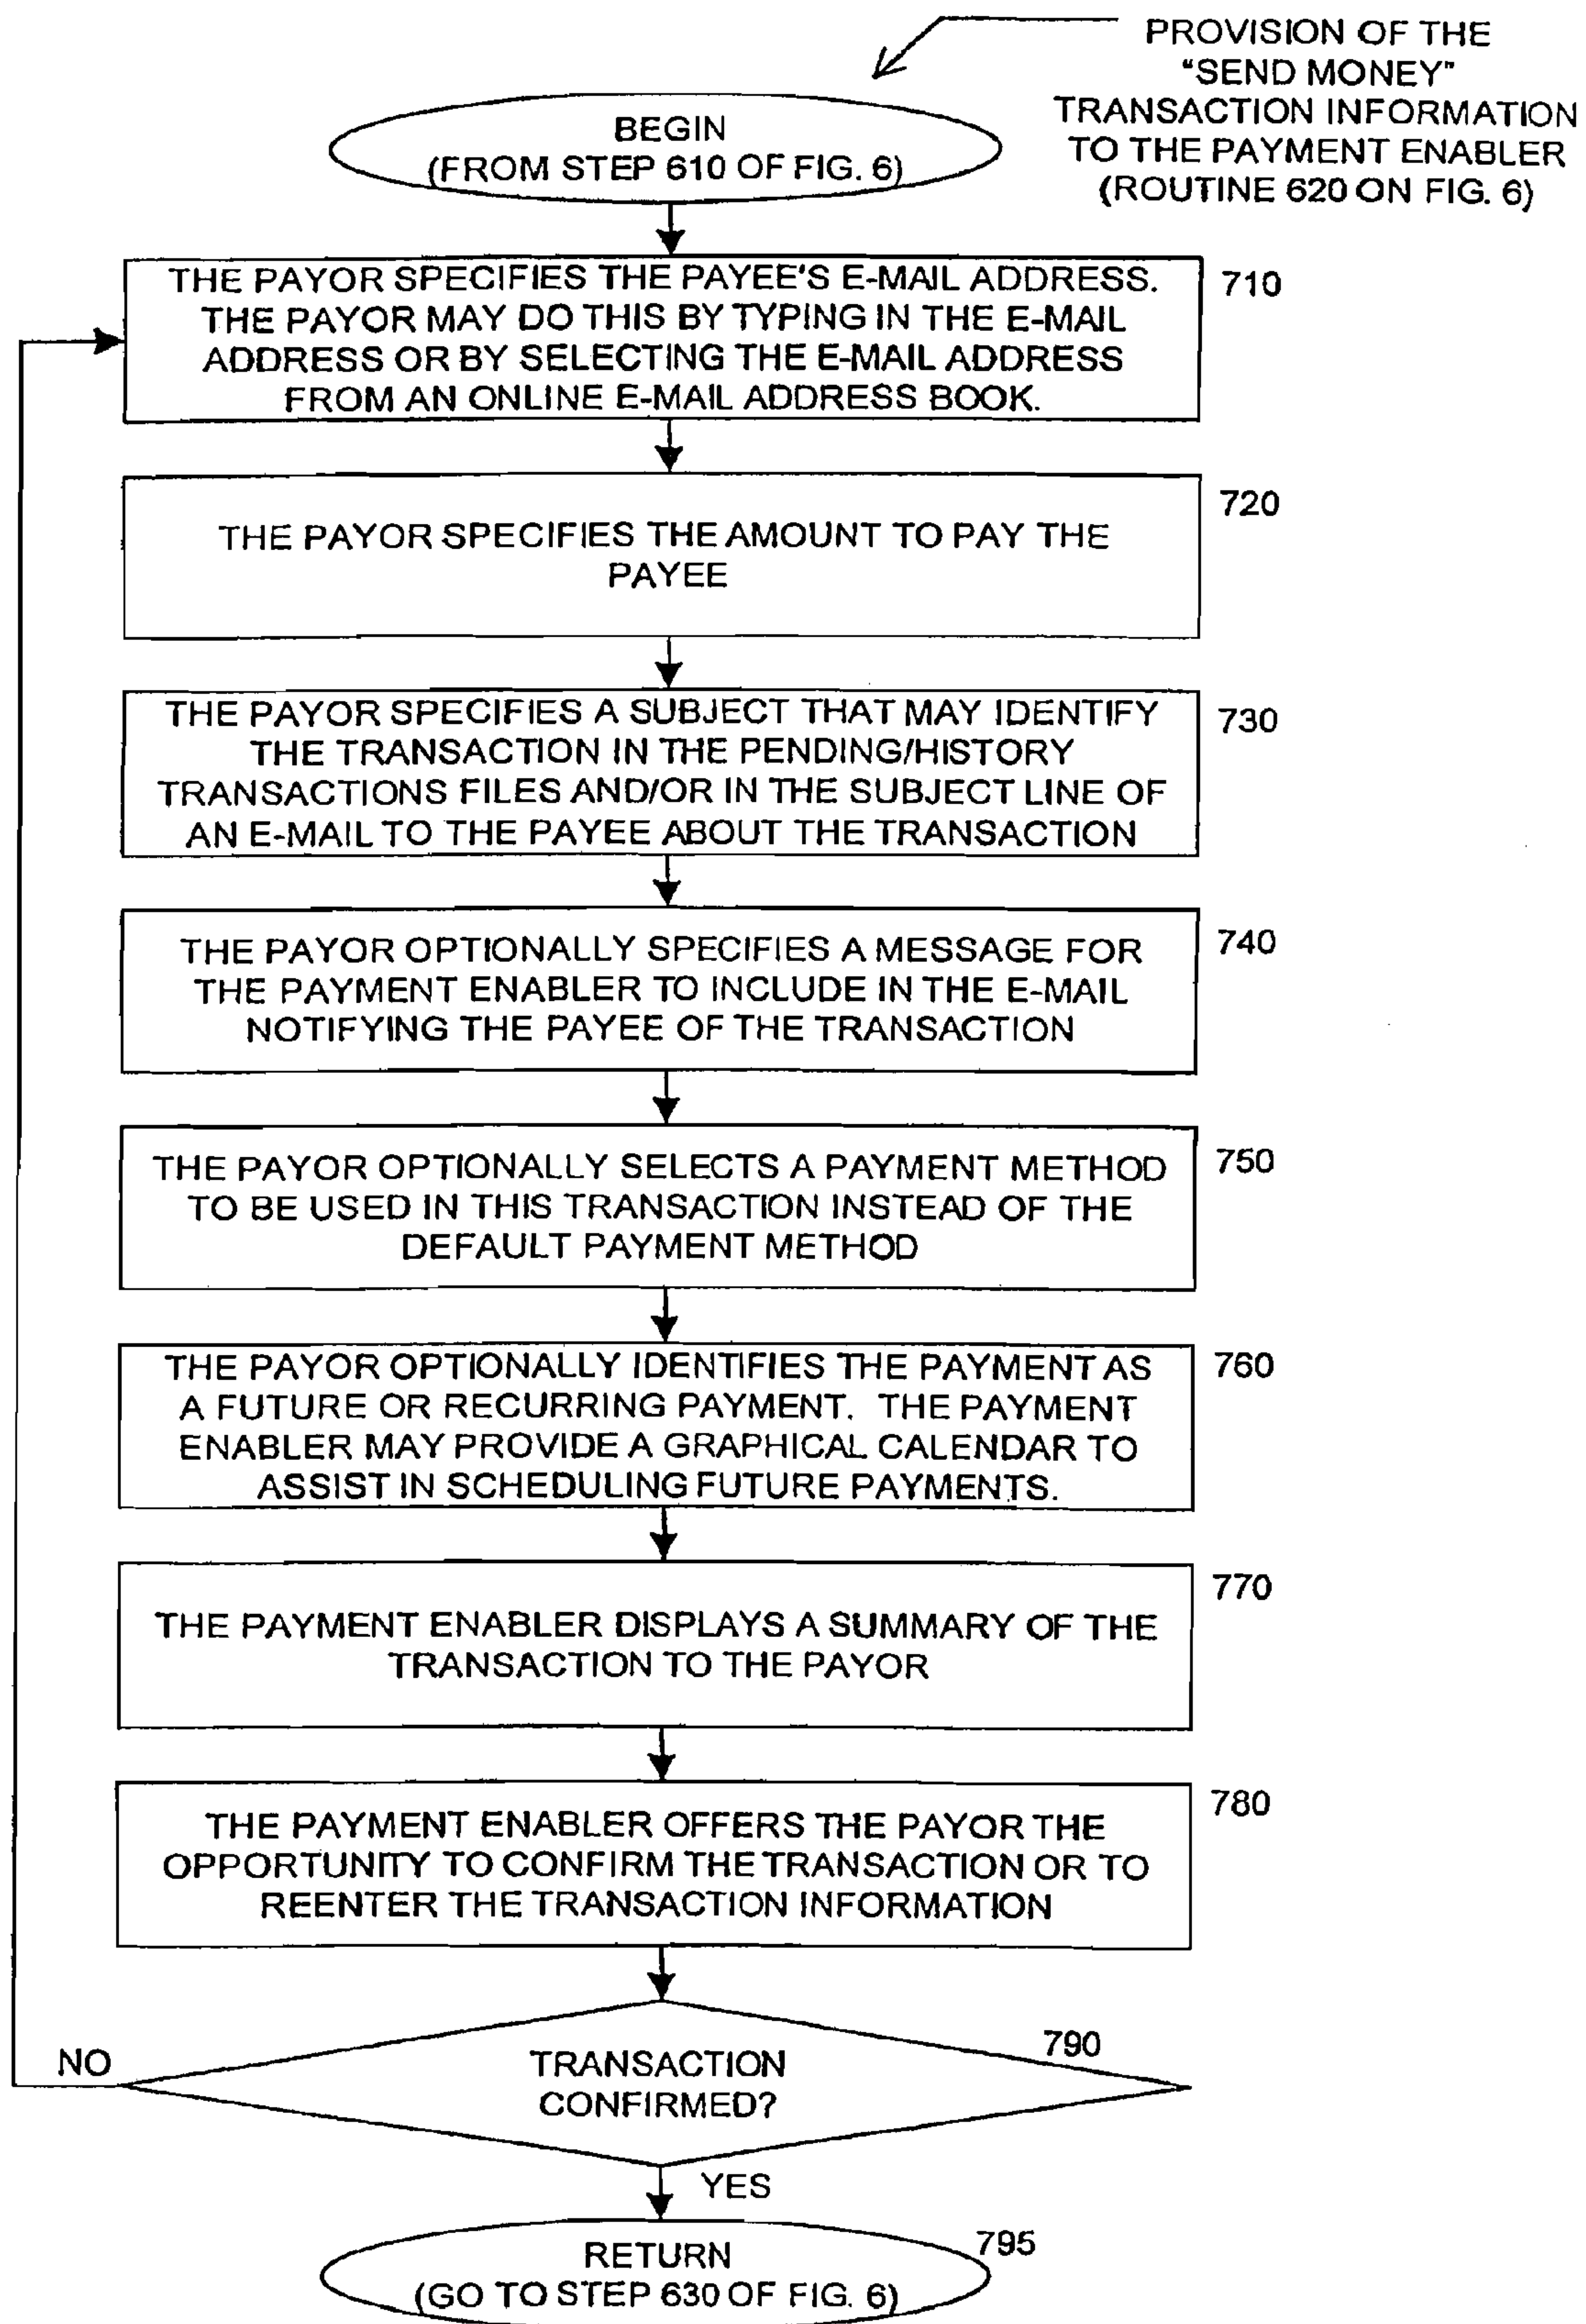 PROVISION OF THE
"SEND MONEY"
TRANSACTION INFORMATION
TO THE PAYMENT ENABLER
(ROUTINE 620 ON FIG. 6)
BEGIN
(FROM STEP 610 OF FIG. 6)
THE PAYOR SPECIFIES THE PAYEE'S E-MAIL ADDRESS.
THE PAYOR MAY DO THIS BY TYPING IN THE E-MAIL
ADDRESS OR BY SELECTING THE E-MAIL ADDRESS
FROM AN ONLINE E-MAIL ADDRESS BOOK.
710
THE PAYOR SPECIFIES THE AMOUNT TO PAY THE
PAYEE
720
THE PAYOR SPECIFIES A SUBJECT THAT MAY IDENTIFY
THE TRANSACTION IN THE PENDING/HISTORY
TRANSACTIONS FILES AND/OR IN THE SUBJECT LINE OF
AN E-MAIL TO THE PAYEE ABOUT THE TRANSACTION
730
THE PAYOR OPTIONALLY SPECIFIES A MESSAGE FOR
THE PAYMENT ENABLER TO INCLUDE IN THE E-MAIL
NOTIFYING THE PAYEE OF THE TRANSACTION
740
THE PAYOR OPTIONALLY SELECTS A PAYMENT METHOD
TO BE USED IN THIS TRANSACTION INSTEAD OF THE
DEFAULT PAYMENT METHOD
750
THE PAYOR OPTIONALLY IDENTIFIES THE PAYMENT AS
A FUTURE OR RECURRING PAYMENT. THE PAYMENT
ENABLER MAY PROVIDE A GRAPHICAL CALENDAR TO
ASSIST IN SCHEDULING FUTURE PAYMENTS.
760
THE PAYMENT ENABLER DISPLAYS A SUMMARY OF THE
TRANSACTION TO THE PAYOR
770
THE PAYMENT ENABLER OFFERS THE PAYOR THE
OPPORTUNITY TO CONFIRM THE TRANSACTION OR TO
REENTER THE TRANSACTION INFORMATION
780
NO
TRANSACTION
CONFIRMED?
790
YES
RETURN
(GO TO STEP 630 OF FIG. 6)
795